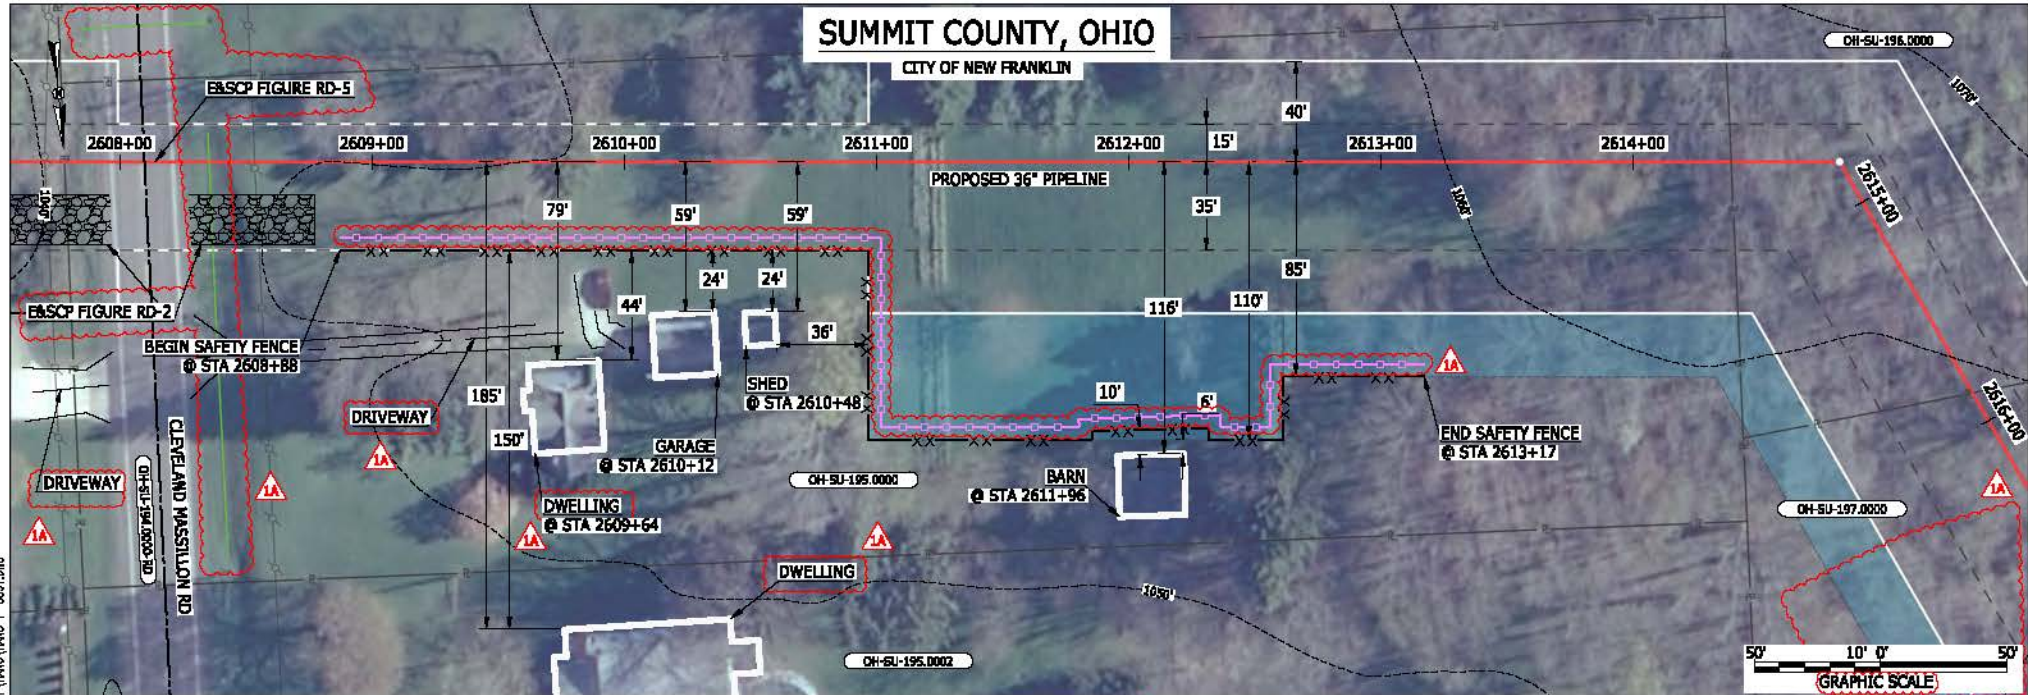 SUMMIT COUNTY, OHIO
CITY OF NEW FRANKLIN
OH-SU-196.0000
1070'
E&SCP FIGURE RD-5
40'
15'
2608+00
2609+00
2610+00
2611+00
2612+00
2613+00
2614+00
2615+00
PROPOSED 36" PIPELINE
1040'
1060'
79'
59'
59'
35'
24'
24'
85'
44'
116'
110'
E&SCP FIGURE RD-2
36'
BEGIN SAFETY FENCE
@ STA 2608+88
SHED
@ STA 2610+48
1A
185'
10'
6'
2616+00
DRIVEWAY
150'
GARAGE
@ STA 2610+12
END SAFETY FENCE
@ STA 2613+17
1A
DRIVEWAY
1A
OH-SU-195.0000
BARN
@ STA 2611+96
1A
DWELLING
@ STA 2609+64
OH-SU-197.0000
1A
1A
1A
CLEVELAND MASSILLON RD
OH-SU-194.0000-RD
DWELLING
1050'
OH-SU-195.0002
50'
10'
0'
50'
GRAPHIC SCALE